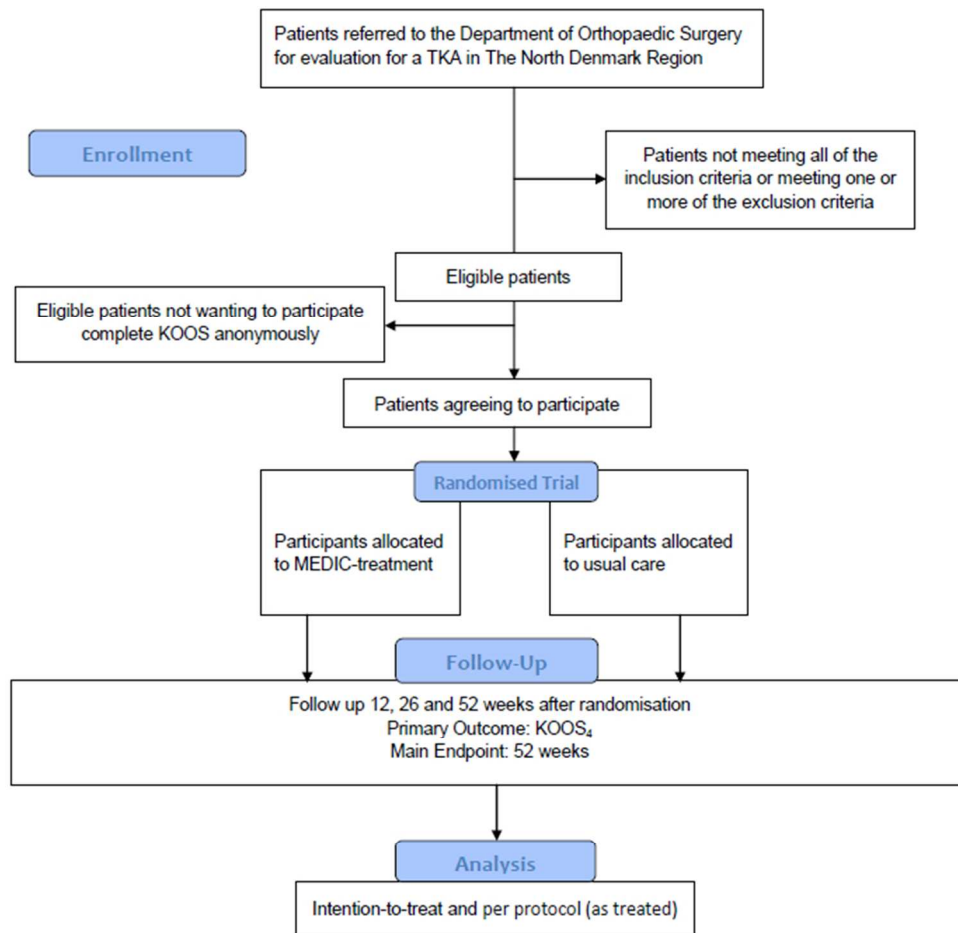 Patients referred to the Department of Orthopaedic Surgery
for evaluation for a TKA in The North Denmark Region
Enrollment
Patients not meeting all of the
inclusion criteria or meeting one or
more of the exclusion criteria
Eligible patients
Eligible patients not wanting to participate
complete KOOS anonymously
Patients agreeing to participate
Randomised Trial
Participants allocated
to MEDIC-treatment
Participants allocated
to usual care
Follow-Up
Follow up 12, 26 and 52 weeks after randomisation
Primary Outcome: KOOS₄
Main Endpoint: 52 weeks
Analysis
Intention-to-treat and per protocol (as treated)